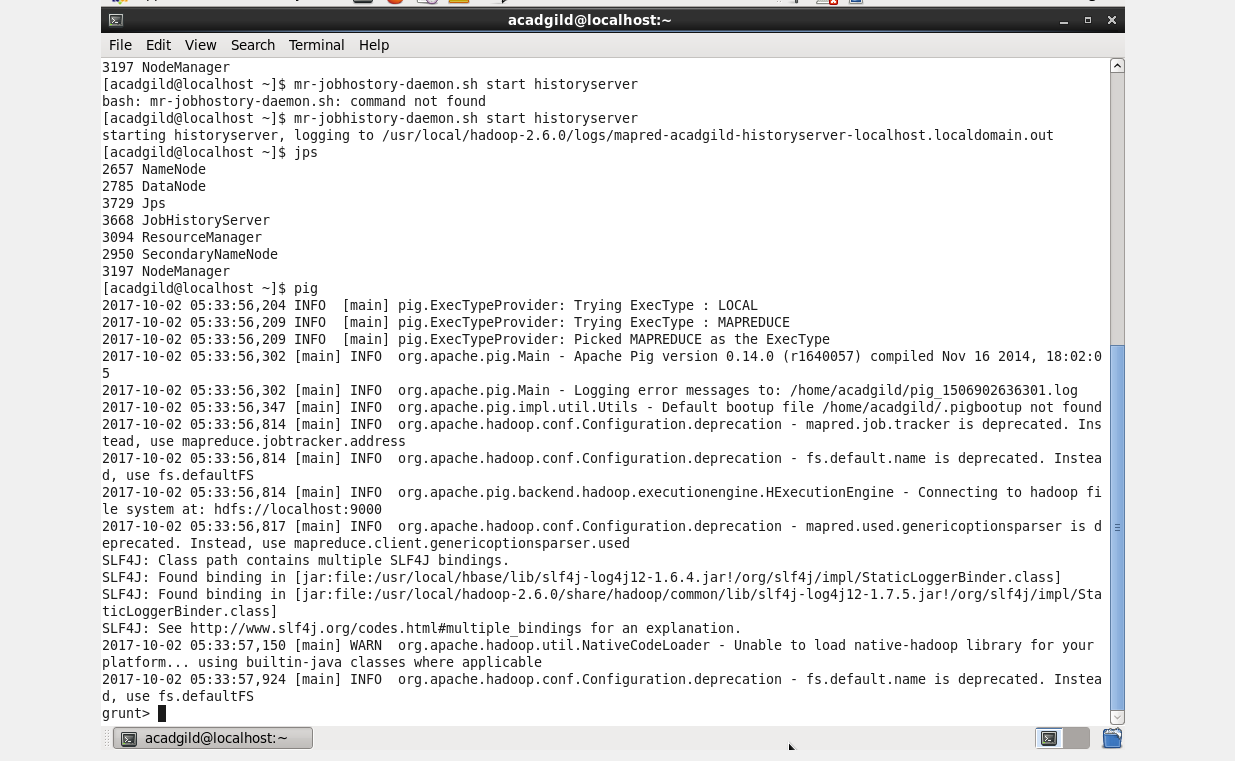 acadgild@localhost:~
File Edit View Search Terminal Help
3197 NodeManager
[acadgild@localhost ~]$ mr-jobhostory-daemon.sh start historyserver
bash: mr-jobhostory-daemon.sh: command not found
[acadgild@localhost ~]$ mr-jobhistory-daemon.sh start historyserver
starting historyserver, logging to /usr/local/hadoop-2.6.0/logs/mapred-acadgild-historyserver-localhost.localdomain.out
[acadgild@localhost ~]$ jps
2657 NameNode
2785 DataNode
3729 Jps
3668 JobHistoryServer
3094 ResourceManager
2950 SecondaryNameNode
3197 NodeManager
[acadgild@localhost ~]$ pig
2017-10-02 05:33:56,204 INFO  [main] pig.ExecTypeProvider: Trying ExecType : LOCAL
2017-10-02 05:33:56,209 INFO  [main] pig.ExecTypeProvider: Trying ExecType : MAPREDUCE
2017-10-02 05:33:56,209 INFO  [main] pig.ExecTypeProvider: Picked MAPREDUCE as the ExecType
2017-10-02 05:33:56,302 [main] INFO  org.apache.pig.Main - Apache Pig version 0.14.0 (r1640057) compiled Nov 16 2014, 18:02:0
5
2017-10-02 05:33:56,302 [main] INFO  org.apache.pig.Main - Logging error messages to: /home/acadgild/pig_1506902636301.log
2017-10-02 05:33:56,347 [main] INFO  org.apache.pig.impl.util.Utils - Default bootup file /home/acadgild/.pigbootup not found
2017-10-02 05:33:56,814 [main] INFO  org.apache.hadoop.conf.Configuration.deprecation - mapred.job.tracker is deprecated. Ins
tead, use mapreduce.jobtracker.address
2017-10-02 05:33:56,814 [main] INFO  org.apache.hadoop.conf.Configuration.deprecation - fs.default.name is deprecated. Instea
d, use fs.defaultFS
2017-10-02 05:33:56,814 [main] INFO  org.apache.pig.backend.hadoop.executionengine.HExecutionEngine - Connecting to hadoop fi
le system at: hdfs://localhost:9000
2017-10-02 05:33:56,817 [main] INFO  org.apache.hadoop.conf.Configuration.deprecation - mapred.used.genericoptionsparser is d
eprecated. Instead, use mapreduce.client.genericoptionsparser.used
SLF4J: Class path contains multiple SLF4J bindings.
SLF4J: Found binding in [jar:file:/usr/local/hbase/lib/slf4j-log4j12-1.6.4.jar!/org/slf4j/impl/StaticLoggerBinder.class]
SLF4J: Found binding in [jar:file:/usr/local/hadoop-2.6.0/share/hadoop/common/lib/slf4j-log4j12-1.7.5.jar!/org/slf4j/impl/Sta
ticLoggerBinder.class]
SLF4J: See http://www.slf4j.org/codes.html#multiple_bindings for an explanation.
2017-10-02 05:33:57,150 [main] WARN  org.apache.hadoop.util.NativeCodeLoader - Unable to load native-hadoop library for your
platform... using builtin-java classes where applicable
2017-10-02 05:33:57,924 [main] INFO  org.apache.hadoop.conf.Configuration.deprecation - fs.default.name is deprecated. Instea
d, use fs.defaultFS
grunt>
acadgild@localhost:~